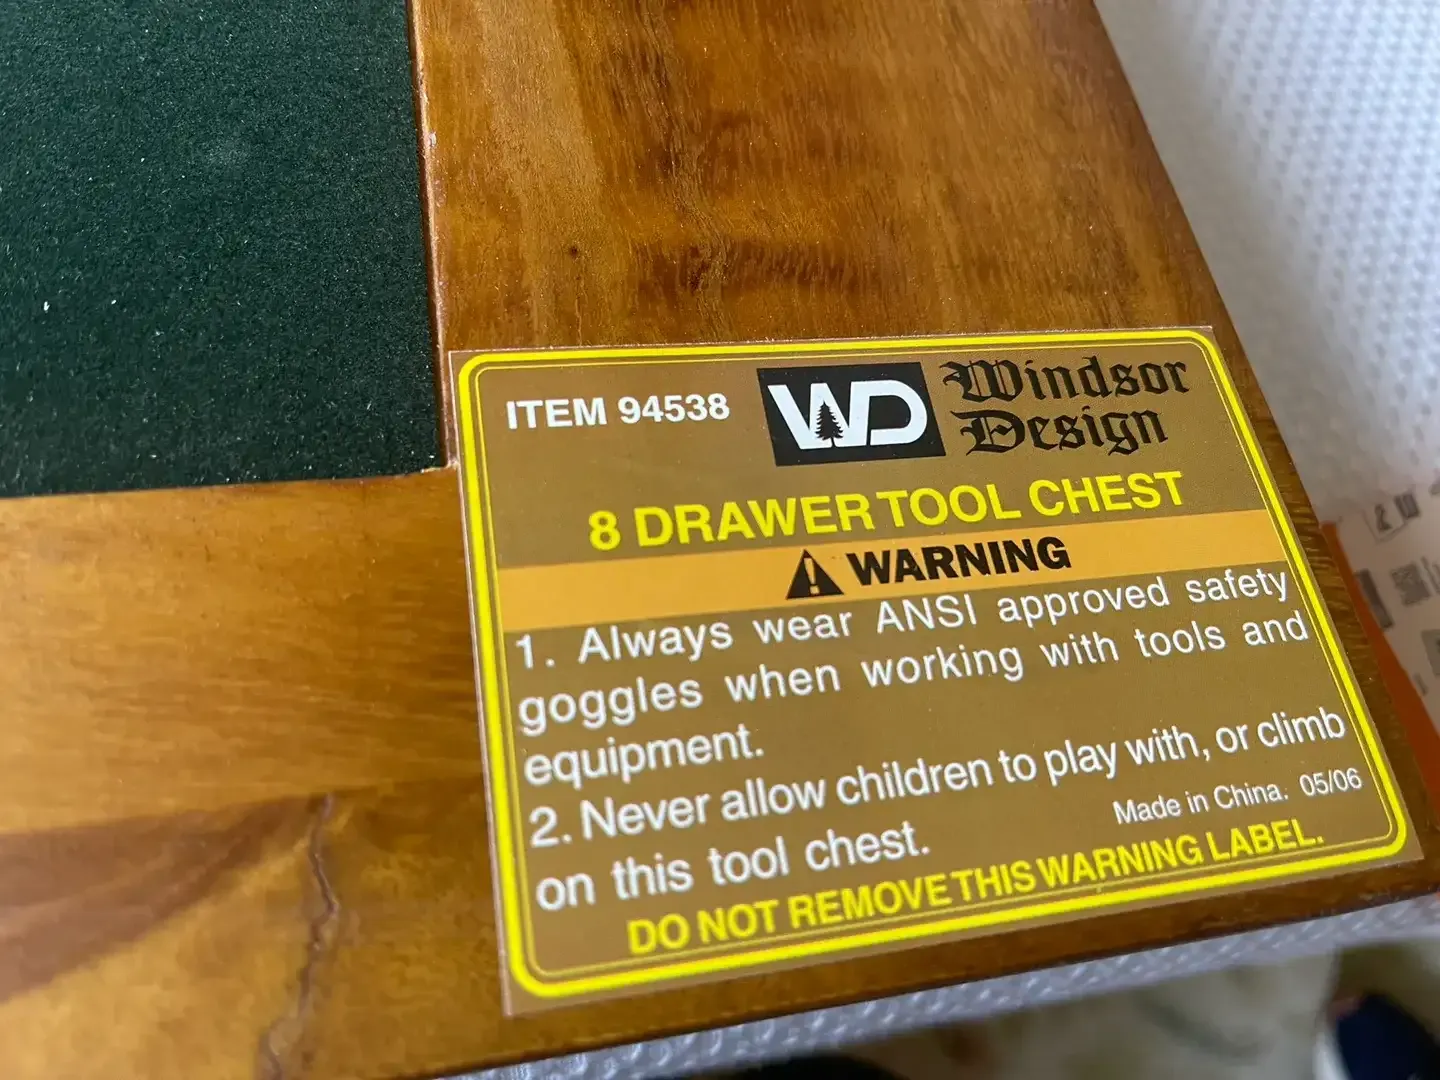 ITEM 94538
WD
Windsor
Design
8 DRAWER TOOL CHEST
WARNING
1. Always wear ANSI approved safety
goggles when working with tools and
equipment.
2. Never allow children to play with, or climb
on this tool chest.
Made in China. 05/06
DO NOT REMOVE THIS WARNING LABEL.